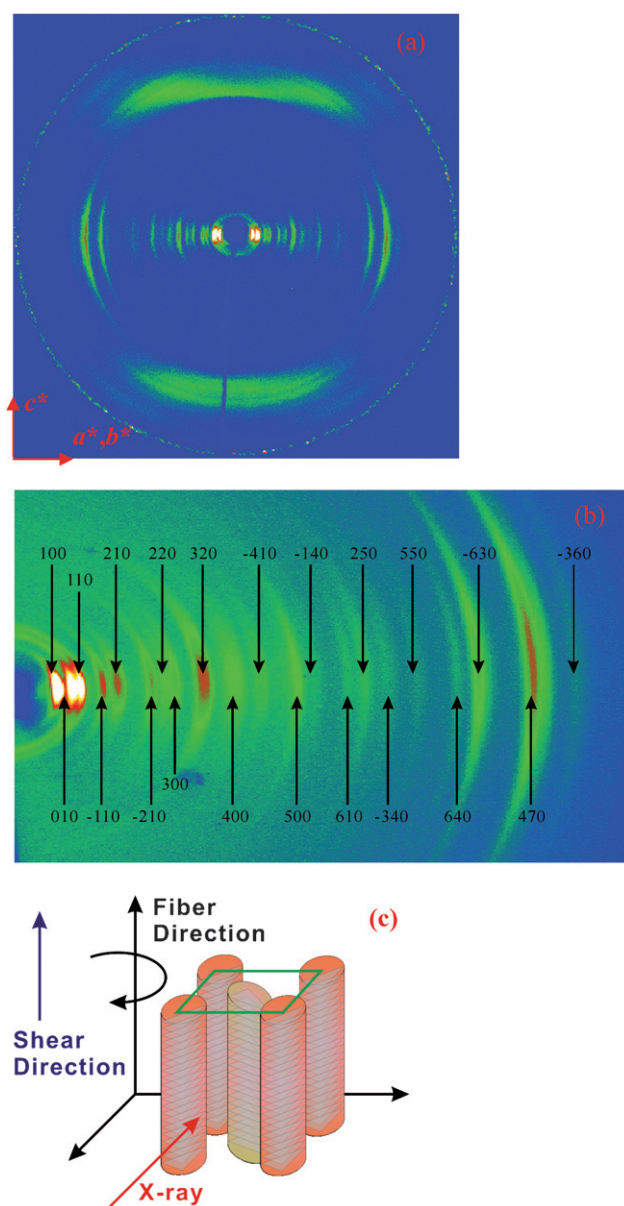 (a)
c*
a*,b*
(b)
100 210 220 320 -410 -140 250 550 -630 -360
110
300
010 -110 -210 400 500 610 -340 640 470
(c)
Fiber
Direction
Shear
Direction
X-ray